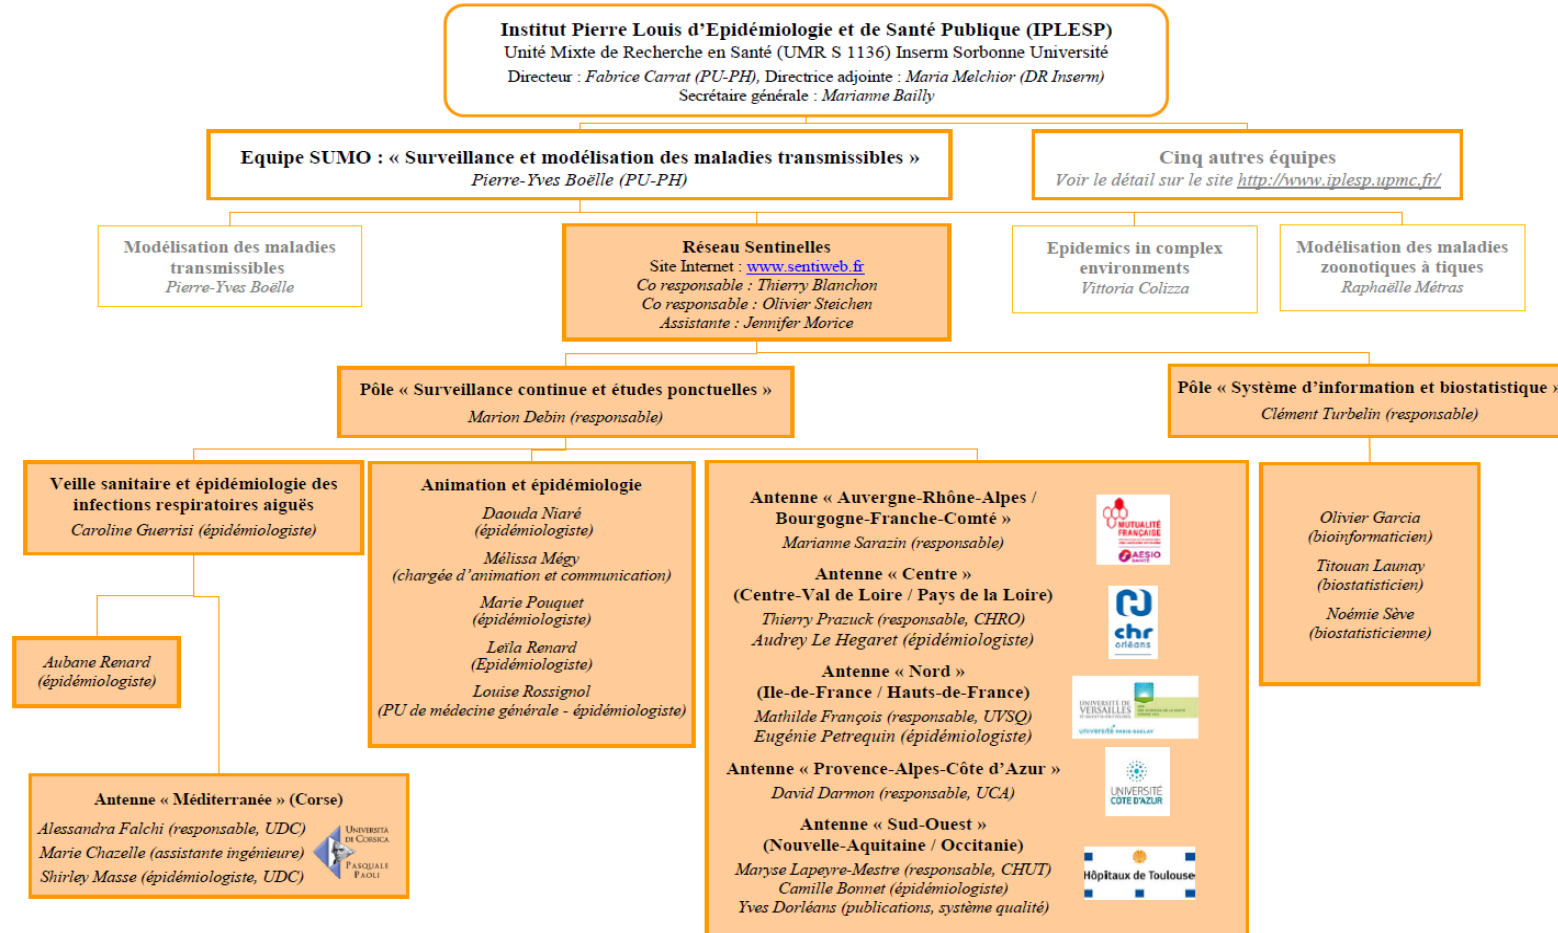 Institut Pierre Louis d'Epidémiologie et de Santé Publique (IPLESP)
Unité Mixte de Recherche en Santé (UMR S 1136) Inserm Sorbonne Université
Directeur : Fabrice Carrat (PU-PH), Directrice adjointe : Maria Melchior (DR Inserm)
Secrétaire générale : Marianne Bailly
Equipe SUMO : « Surveillance et modélisation des maladies transmissibles »
Pierre-Yves Boëlle (PU-PH)
Cinq autres équipes
Voir le détail sur le site http://www.iplesp.upmc.fr/
Modélisation des maladies
transmissibles
Pierre-Yves Boëlle
Réseau Sentinelles
Site Internet : www.sentiweb.fr
Co responsable : Thierry Blanchon
Co responsable : Olivier Steichen
Assistante : Jennifer Morice
Epidemics in complex
environments
Vittoria Colizza
Modélisation des maladies
zoonotiques à tiques
Raphaëlle Métras
Pôle « Surveillance continue et études ponctuelles »
Marion Debin (responsable)
Pôle « Système d'information et biostatistique »
Clément Turbelin (responsable)
Veille sanitaire et épidémiologie des
infections respiratoires aiguës
Caroline Guerrisi (épidémiologiste)
Aubane Renard
(épidémiologiste)
Antenne « Méditerranée » (Corse)
Alessandra Falchi (responsable, UDC)
Marie Chazelle (assistante ingénieure)
Shirley Masse (épidémiologiste, UDC)
UNIVERSITÀ
DI CORSICA
PASQUALE
PAOLI
Animation et épidémiologie
Daouda Niaré
(épidémiologiste)
Mélissa Mégy
(chargée d'animation et communication)
Marie Pouquet
(épidémiologiste)
Leïla Renard
(Epidémiologiste)
Louise Rossignol
(PU de médecine générale - épidémiologiste)
Antenne « Auvergne-Rhône-Alpes /
Bourgogne-Franche-Comté »
Marianne Sarazin (responsable)
MUTUALITÉ
FRANÇAISE
AÉSIO
SANTÉ
Antenne « Centre »
(Centre-Val de Loire / Pays de la Loire)
Thierry Prazuck (responsable, CHRO)
Audrey Le Hegaret (épidémiologiste)
chr
orléans
Antenne « Nord »
(Ile-de-France / Hauts-de-France)
Mathilde François (responsable, UVSQ)
Eugénie Petrequin (épidémiologiste)
UNIVERSITÉ DE
VERSAILLES
université PARIS-SACLAY
Antenne « Provence-Alpes-Côte d'Azur »
David Darmon (responsable, UCA)
UNIVERSITÉ
CÔTE D'AZUR
Antenne « Sud-Ouest »
(Nouvelle-Aquitaine / Occitanie)
Maryse Lapeyre-Mestre (responsable, CHUT)
Camille Bonnet (épidémiologiste)
Yves Dorléans (publications, système qualité)
Hôpitaux de Toulouse
Olivier Garcia
(bioinformaticien)
Titouan Launay
(biostatisticien)
Noémie Sève
(biostatisticienne)